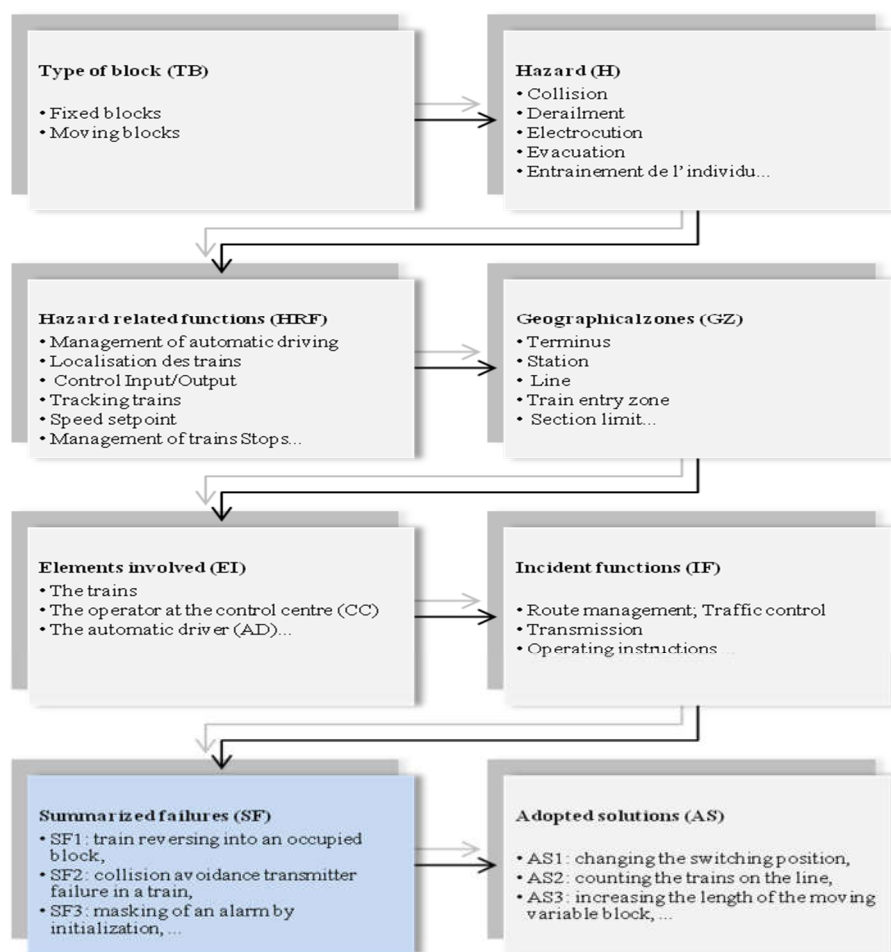 Type of block (TB)
• Fixed blocks
• Moving blocks
Hazard (H)
• Collision
• Derailment
• Electrocution
• Evacuation
• Entrainement de l'individu...
Hazard related functions (HRF)
• Management of automatic driving
• Localisation des trains
• Control Input/Output
• Tracking trains
• Speed setpoint
• Management of trains Stops...
Geographicalzones (GZ)
• Terminus
• Station
• Line
• Train entry zone
• Section limit...
Elements involved (EI)
• The trains
• The operator at the control centre (CC)
• The automatic driver (AD)...
Incident functions (IF)
• Route management; Traffic control
• Transmission
• Operating instructions ...
Summarized failures (SF)
• SF1: train reversing into an occupied
block,
• SF2: collision avoidance transmitter
failure in a train,
• SF3: masking of an alarm by
initialization, ...
Adopted solutions (AS)
• AS1: changing the switching position,
• AS2: counting the trains on the line,
• AS3: increasing the length of the moving
variable block, ...